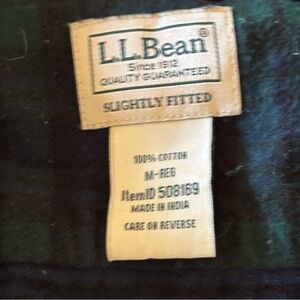 L.L.Bean®
Since 1912
QUALITY GUARANTEED
SLIGHTLY FITTED
100% COTTON
M-REG
ItemID 508169
MADE IN INDIA
CARE ON REVERSE